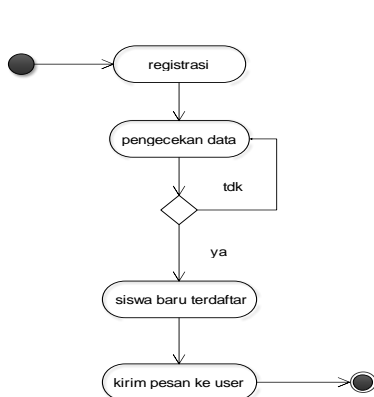 registrasi
pengecekan data
tdk
ya
siswa baru terdaftar
kirim pesan ke user